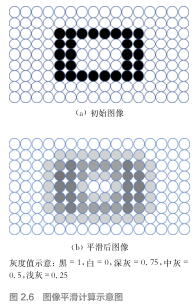 (a) 初始图像
(b) 平滑后图像
灰度值示意:黑=1,白=0,深灰=0.75,中灰=
0.5,浅灰=0.25
图 2.6 图像平滑计算示意图